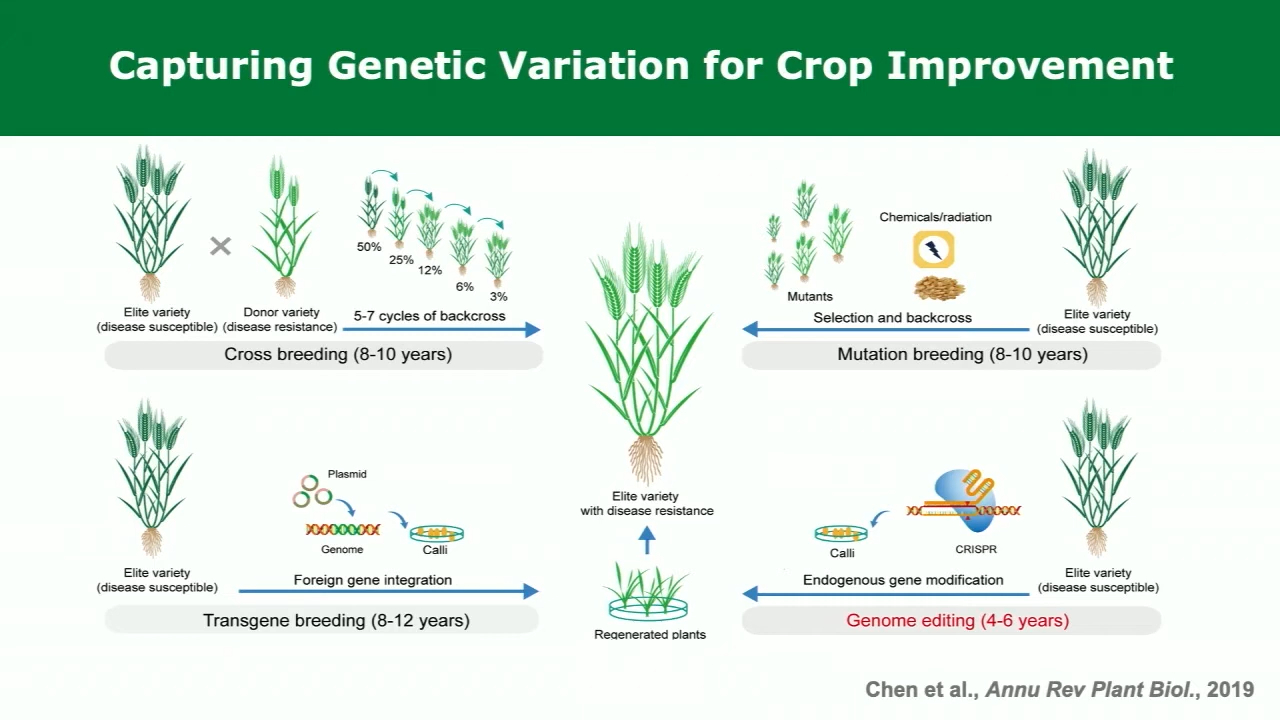 Capturing Genetic Variation for Crop Improvement
50%
25%
12%
6%
3%
Elite variety
(disease susceptible)
Donor variety
(disease resistance)
5-7 cycles of backcross
Cross breeding (8-10 years)
Chemicals/radiation
Mutants
Selection and backcross
Elite variety
(disease susceptible)
Mutation breeding (8-10 years)
Elite variety
with disease resistance
Plasmid
Genome
Calli
Elite variety
(disease susceptible)
Foreign gene integration
Transgene breeding (8-12 years)
Regenerated plants
Calli
CRISPR
Endogenous gene modification
Elite variety
(disease susceptible)
Genome editing (4-6 years)
Chen et al., Annu Rev Plant Biol., 2019